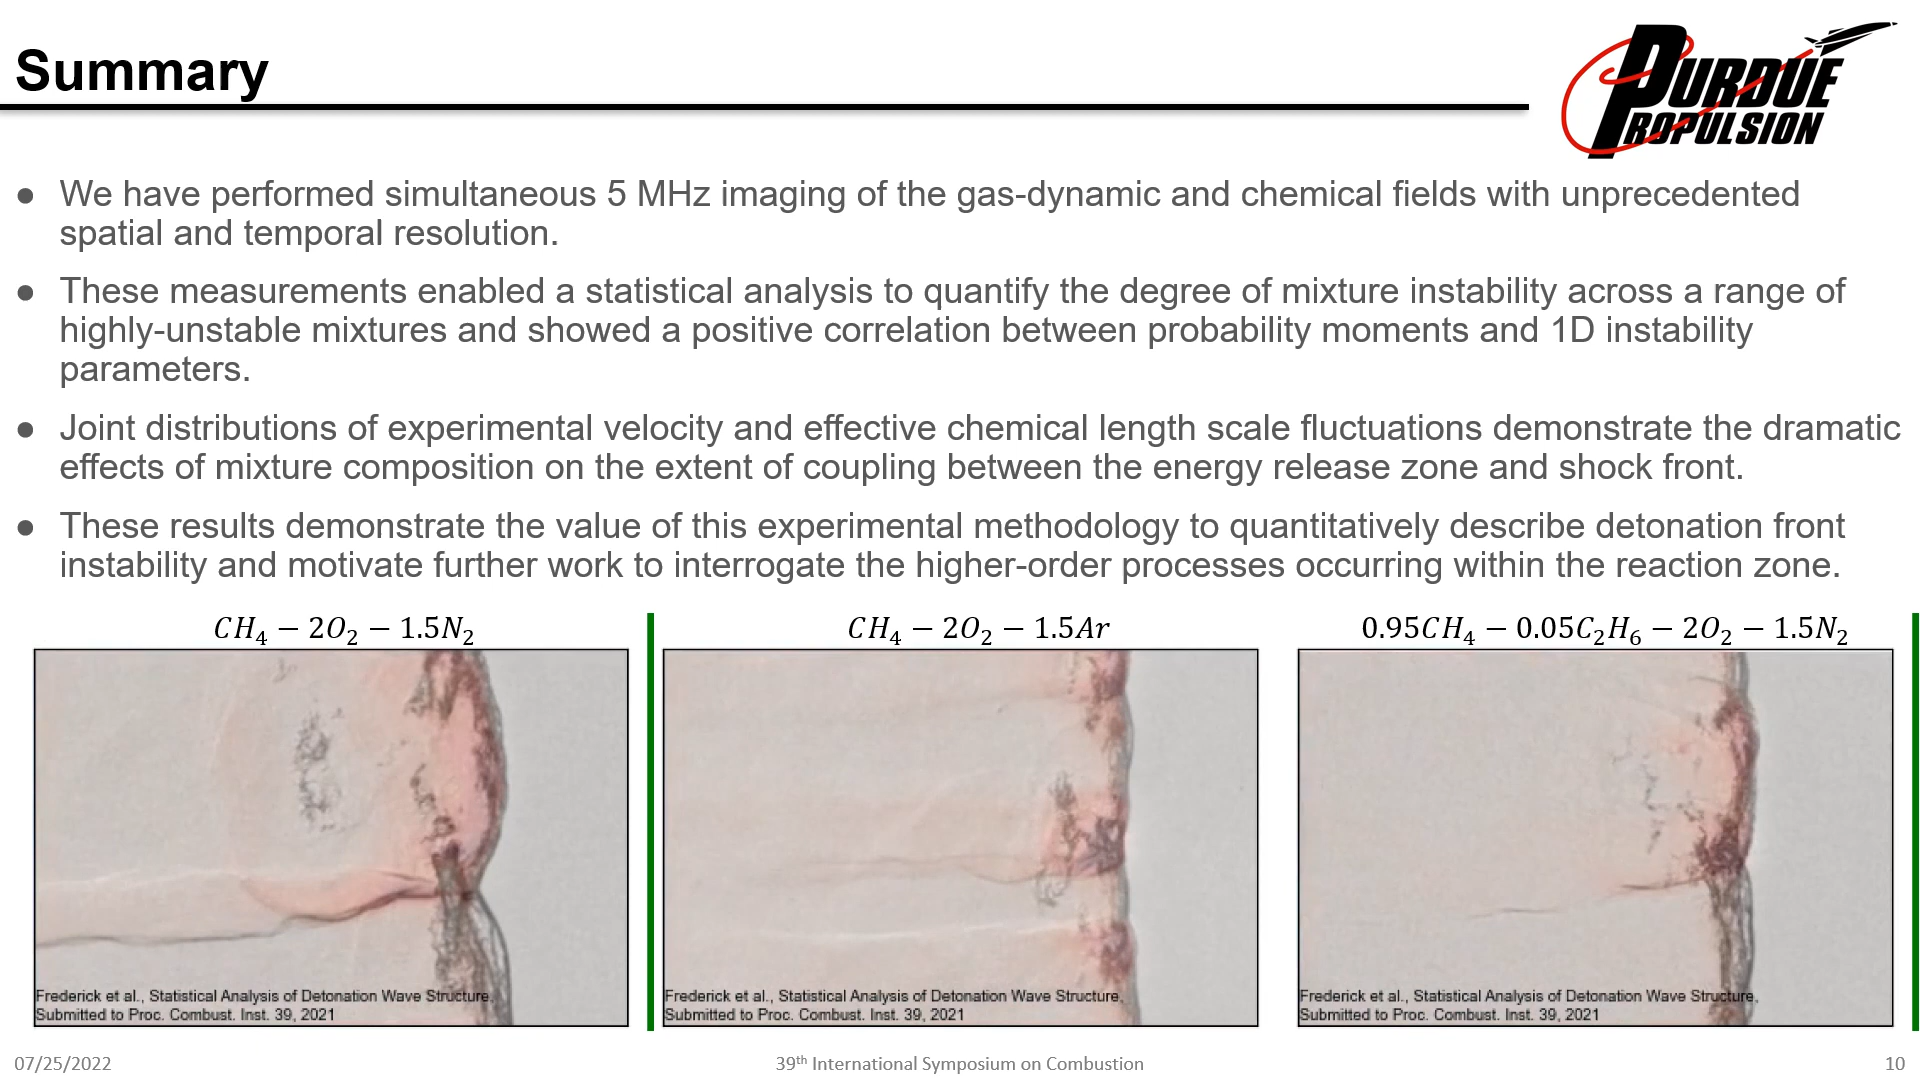 Summary
PURDUE
PROPULSION
● We have performed simultaneous 5 MHz imaging of the gas-dynamic and chemical fields with unprecedented
spatial and temporal resolution.
● These measurements enabled a statistical analysis to quantify the degree of mixture instability across a range of
highly-unstable mixtures and showed a positive correlation between probability moments and 1D instability
parameters.
● Joint distributions of experimental velocity and effective chemical length scale fluctuations demonstrate the dramatic
effects of mixture composition on the extent of coupling between the energy release zone and shock front.
● These results demonstrate the value of this experimental methodology to quantitatively describe detonation front
instability and motivate further work to interrogate the higher-order processes occurring within the reaction zone.
CH₄ − 2O₂ − 1.5N₂
Frederick et al., Statistical Analysis of Detonation Wave Structure,
Submitted to Proc. Combust. Inst. 39, 2021
CH₄ − 2O₂ − 1.5Ar
Frederick et al., Statistical Analysis of Detonation Wave Structure,
Submitted to Proc. Combust. Inst. 39, 2021
0.95CH₄ − 0.05C₂H₆ − 2O₂ − 1.5N₂
Frederick et al., Statistical Analysis of Detonation Wave Structure,
Submitted to Proc. Combust. Inst. 39, 2021
07/25/2022
39th International Symposium on Combustion
10